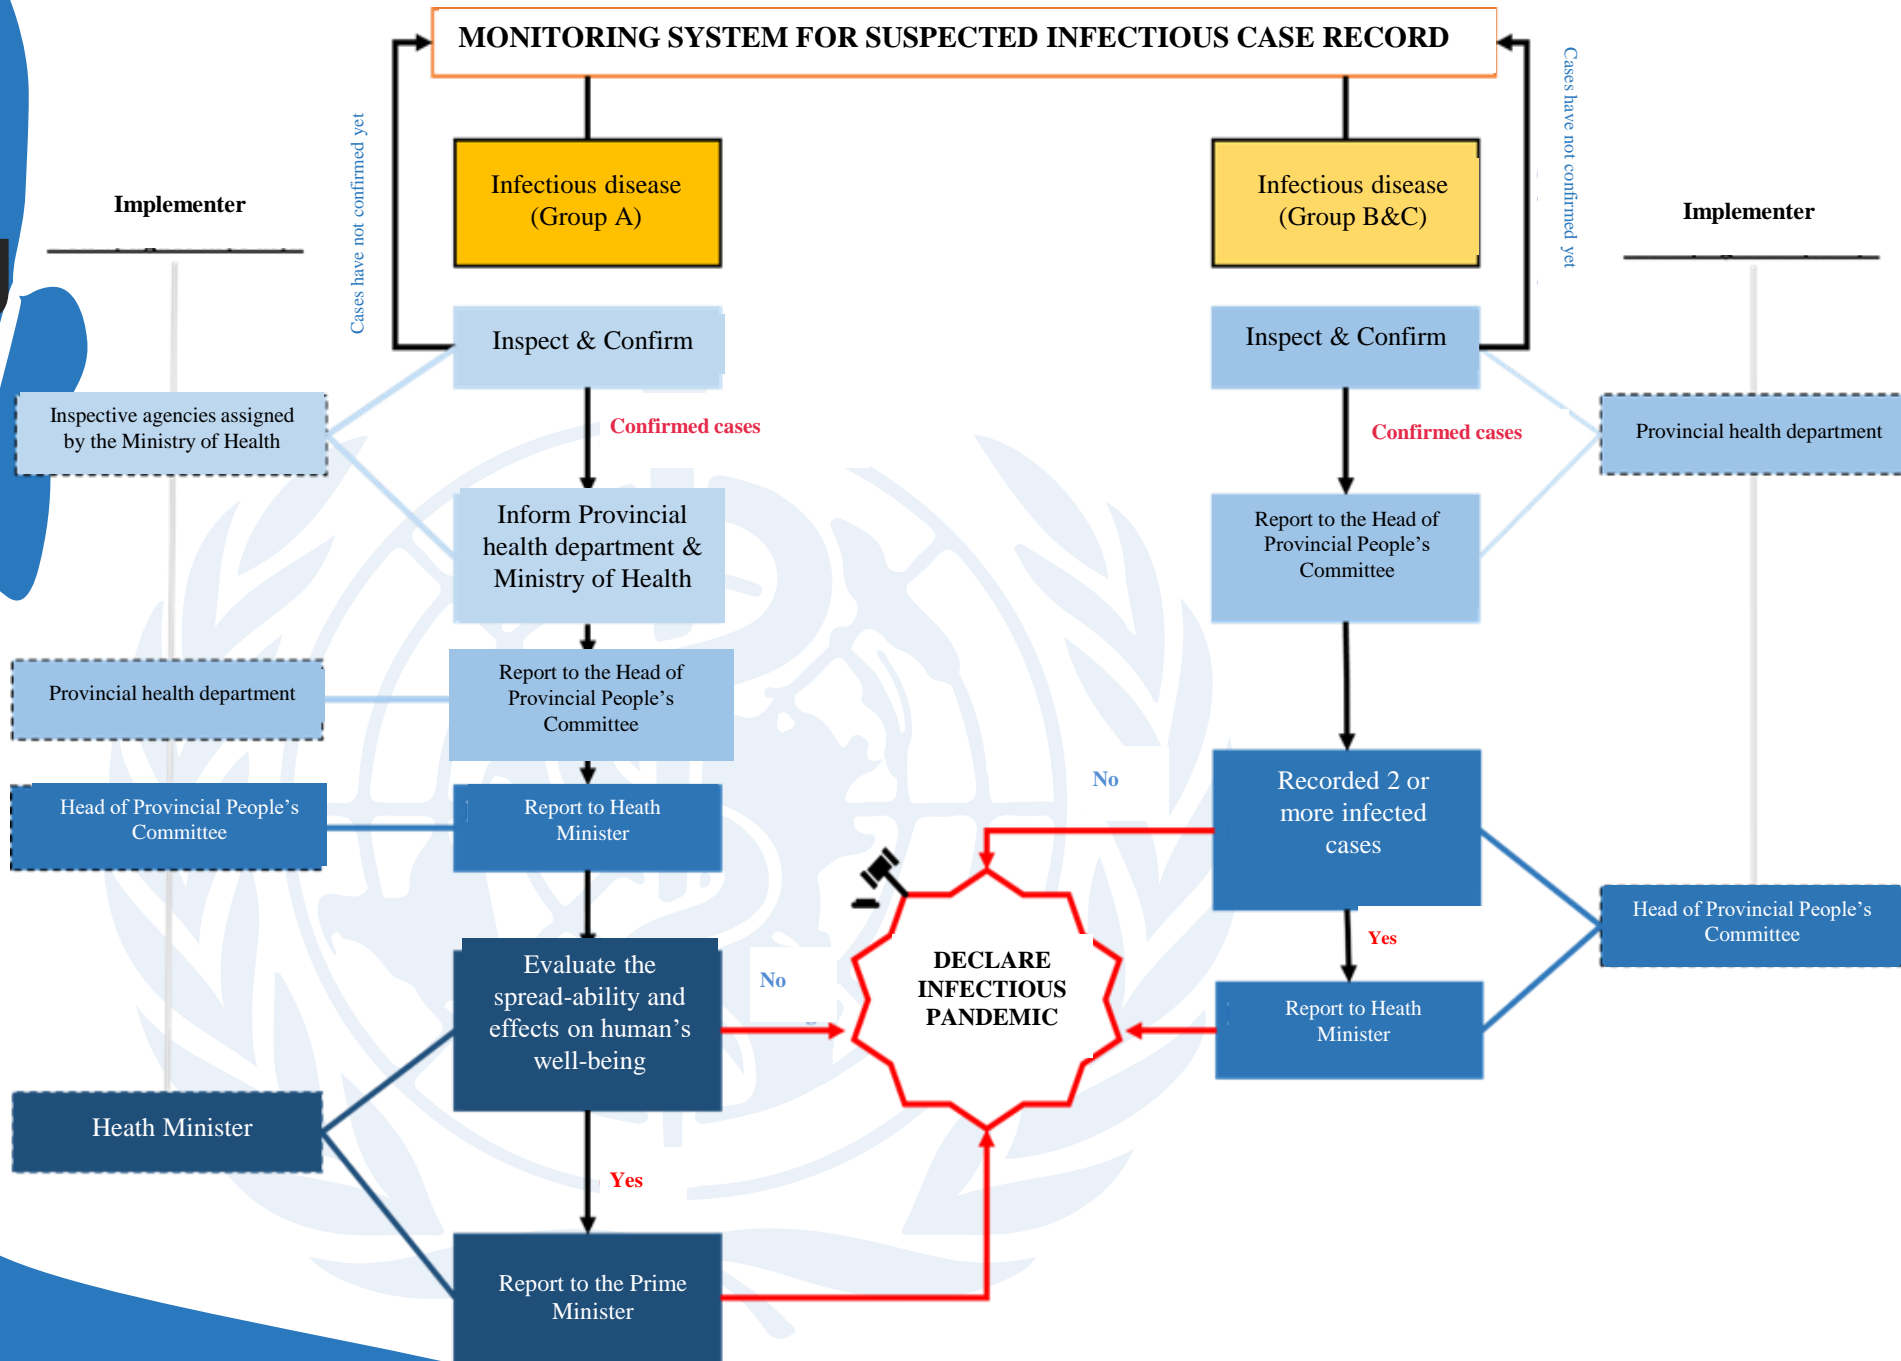 MONITORING SYSTEM FOR SUSPECTED INFECTIOUS CASE RECORD
Cases have not confirmed yet
Cases have not confirmed yet
Implementer
Infectious disease
(Group A)
Infectious disease
(Group B&C)
Implementer
Inspect & Confirm
Inspect & Confirm
Inspective agencies assigned
by the Ministry of Health
Confirmed cases
Confirmed cases
Provincial health department
Inform Provincial
health department &
Ministry of Health
Report to the Head of
Provincial People’s
Committee
Provincial health department
Report to the Head of
Provincial People’s
Committee
Head of Provincial People’s
Committee
Report to Heath
Minister
No
Recorded 2 or
more infected
cases
Head of Provincial People’s
Committee
Yes
Evaluate the
spread-ability and
effects on human’s
well-being
No
DECLARE
INFECTIOUS
PANDEMIC
Report to Heath
Minister
Heath Minister
Yes
Report to the Prime
Minister